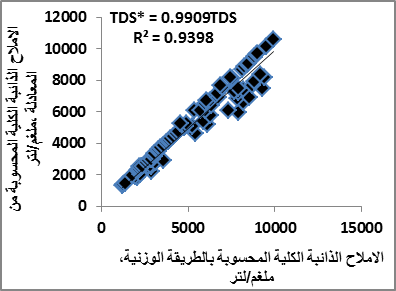 TDS* = 0.9909TDS
R² = 0.9398
12000
10000
8000
6000
4000
2000
0
0
5000
10000
15000
الاملاح الذائبة الكلية المحسوبة من
المعادلة ،ملغم/لتر
الاملاح الذائبة الكلية المحسوبة بالطريقة الوزنية،
ملغم/لتر